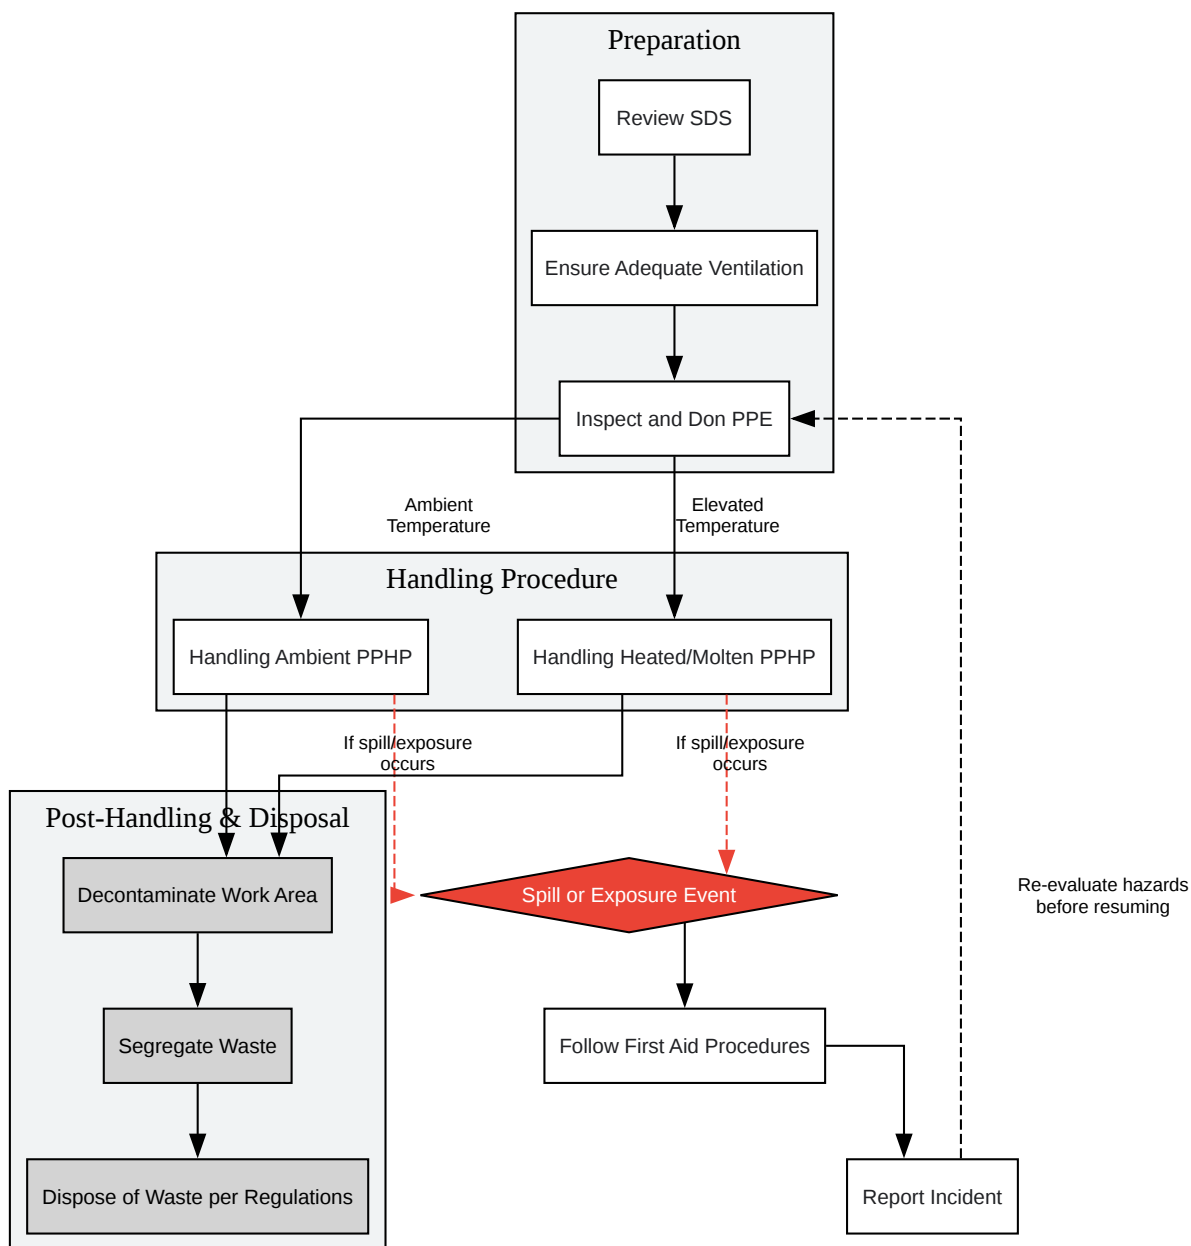 Preparation
Review SDS
Ensure Adequate Ventilation
Inspect and Don PPE
Ambient
Temperature
Elevated
Temperature
Handling Procedure
Handling Ambient PPHP
Handling Heated/Molten PPHP
If spill/exposure
occurs
If spill/exposure
occurs
Post-Handling & Disposal
Decontaminate Work Area
Spill or Exposure Event
Re-evaluate hazards
before resuming
Segregate Waste
Follow First Aid Procedures
Dispose of Waste per Regulations
Report Incident